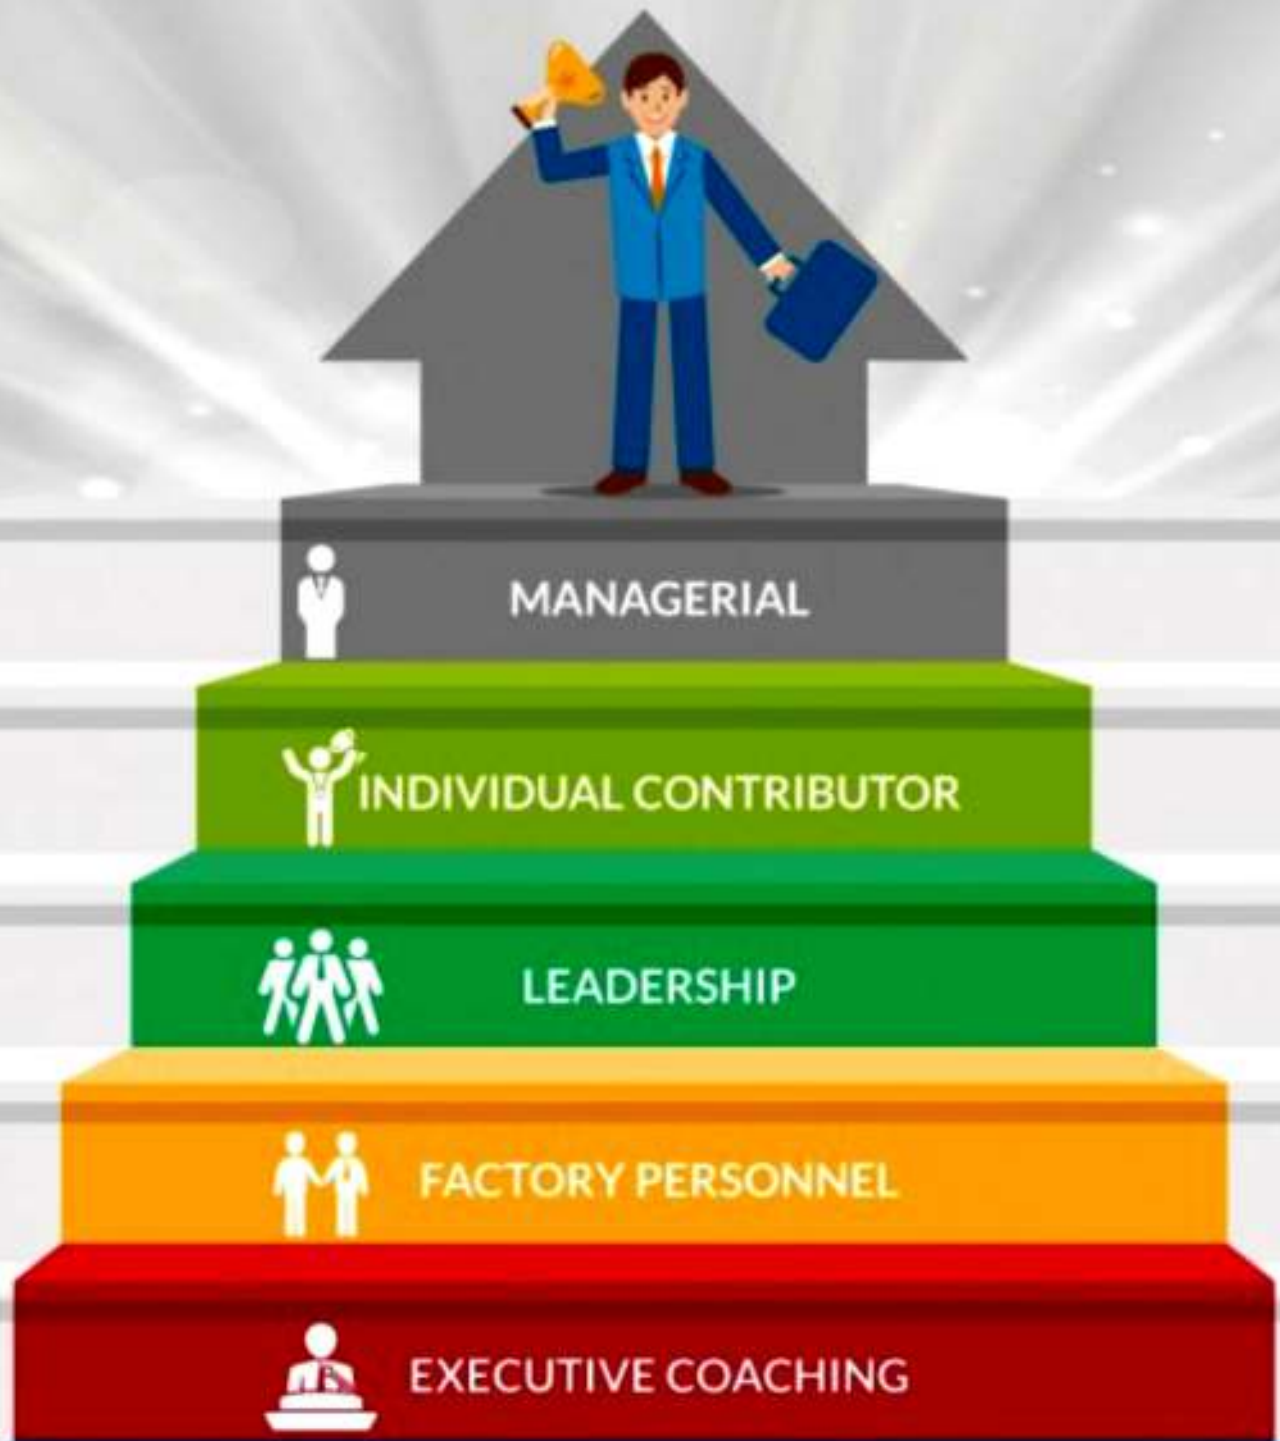 MANAGERIAL
INDIVIDUAL CONTRIBUTOR
LEADERSHIP
FACTORY PERSONNEL
EXECUTIVE COACHING